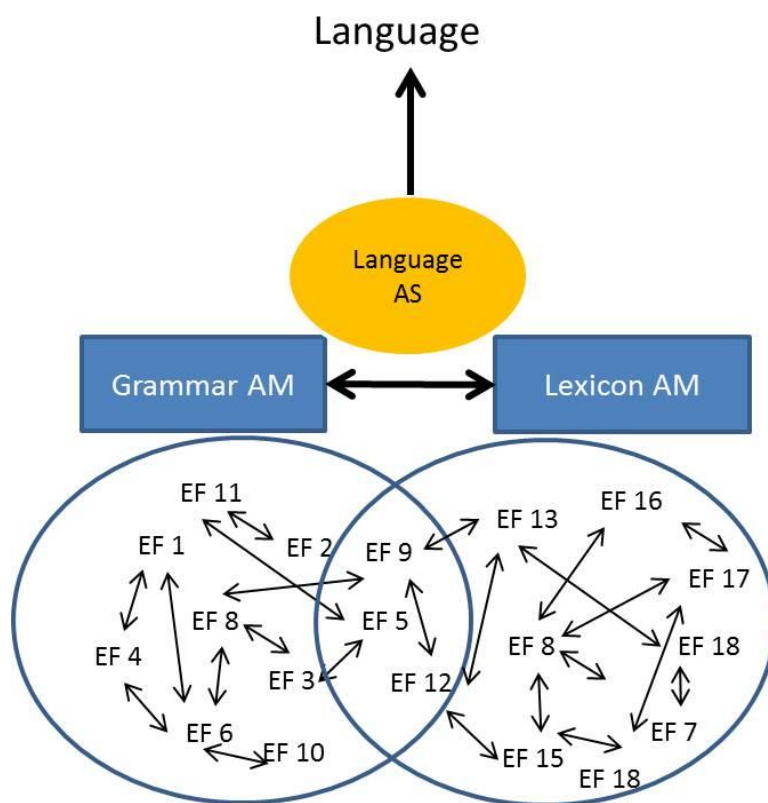 Language
Language
AS
Grammar AM
Lexicon AM
EF 11
EF 16
EF 13
EF 1
EF 2
EF 9
EF 17
EF 8
EF 5
EF 8
EF 18
EF 4
EF 3
EF 12
EF 6
EF 7
EF 10
EF 15
EF 18